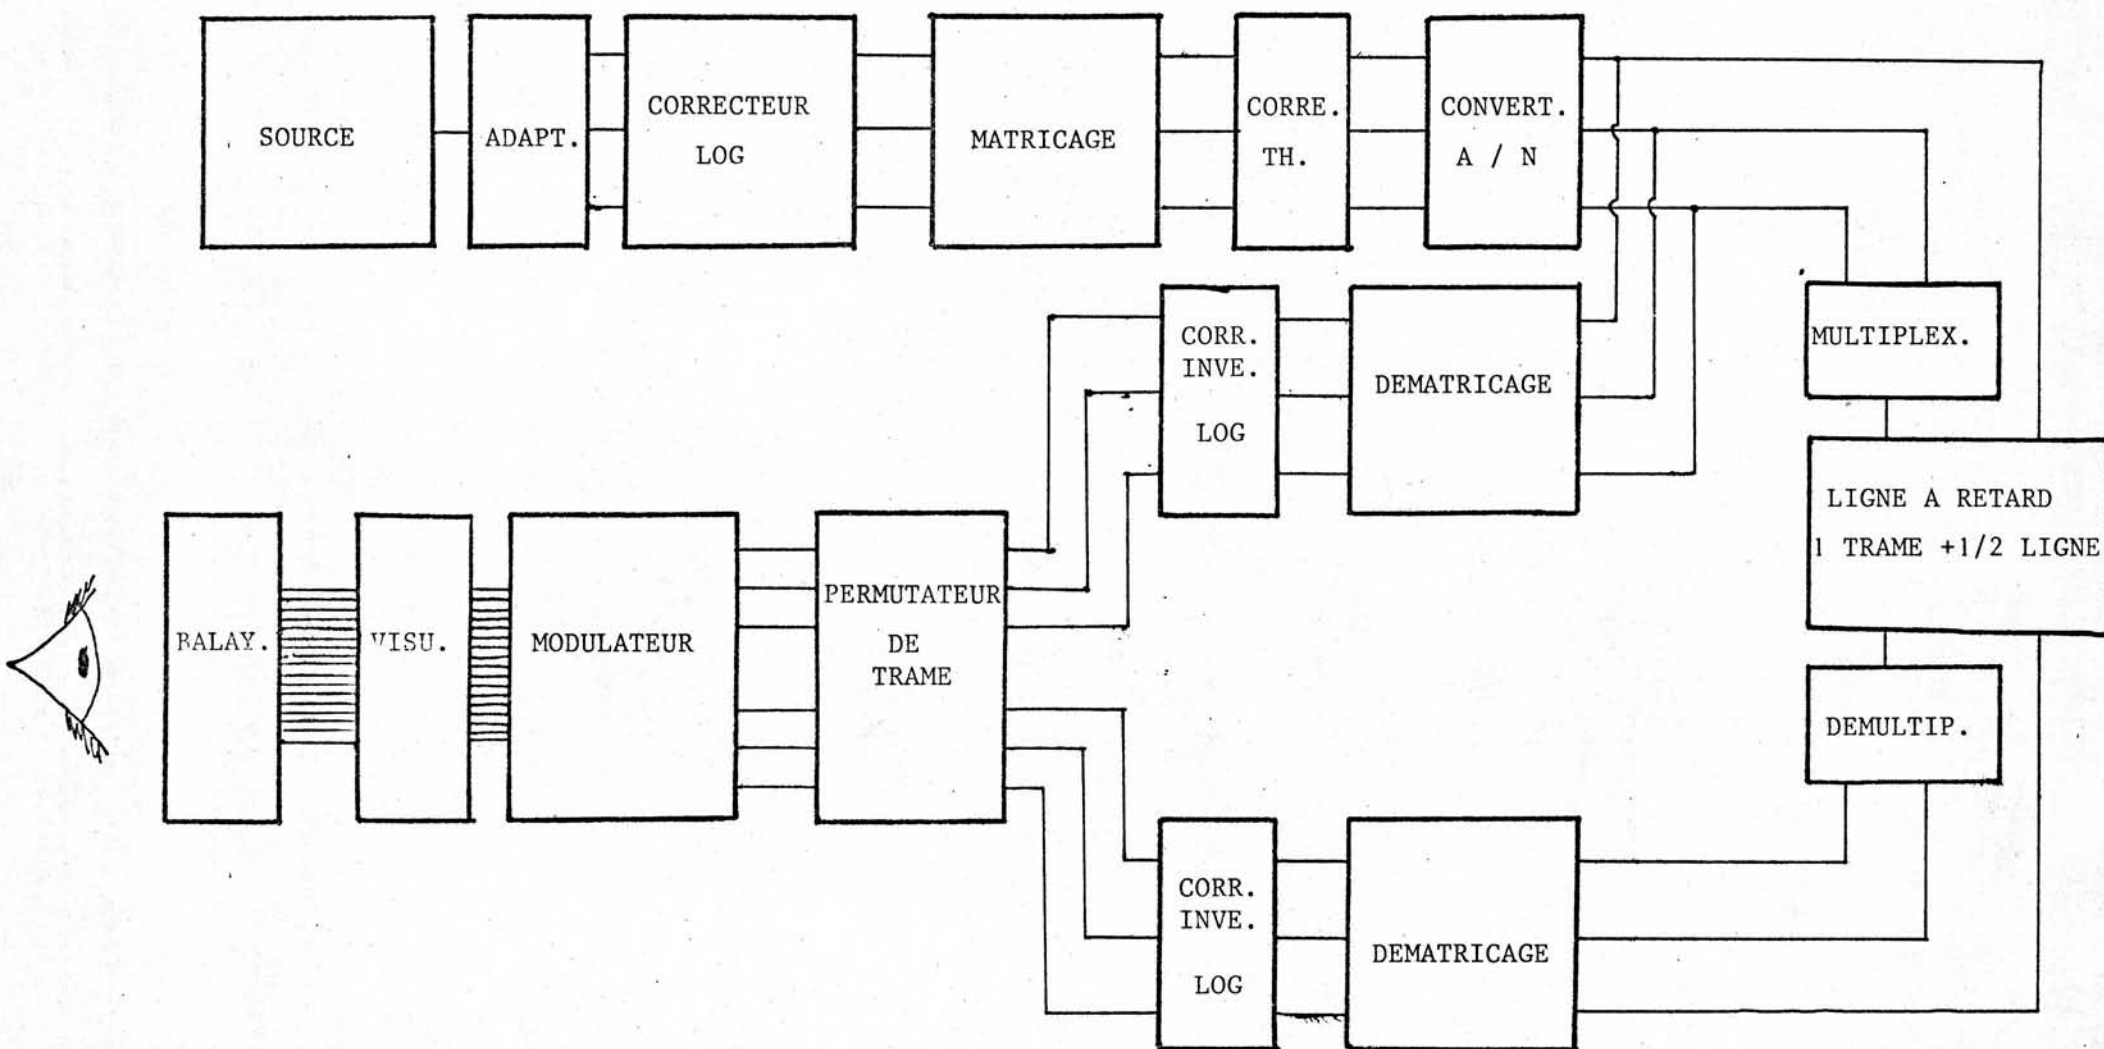 SOURCE
ADAPT.
CORRECTEUR
LOG
MATRICAGE
CORRE.
TH.
CONVERT.
A / N
CORR.
INVE.
LOG
DEMATRICAGE
MULTIPLEX.
LIGNE A RETARD
1 TRAME +1/2 LIGNE
DEMULTIP.
BALAY.
VISU.
MODULATEUR
PERMUTATEUR
DE
TRAME
CORR.
INVE.
LOG
DEMATRICAGE